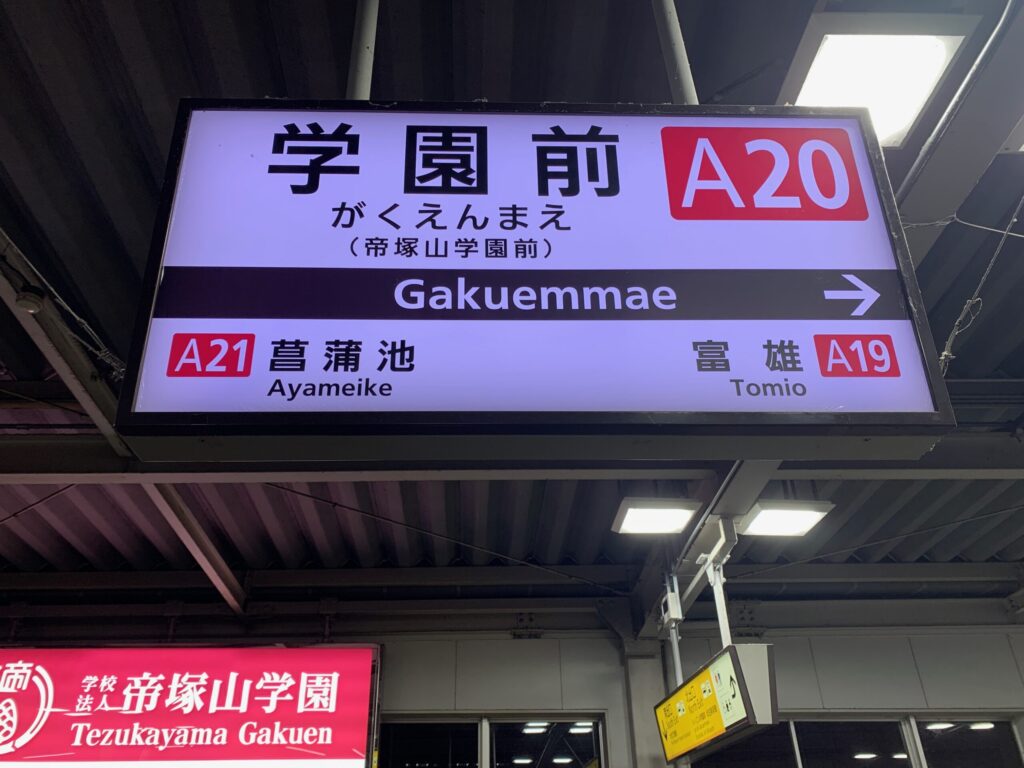 学園前 A20
がくえんまえ
（帝塚山学園前）
Gakuemmae →
A21 菖蒲池
Ayameike
富雄 A19
Tomio
学校法人 帝塚山学園
Tezukayama Gakuen